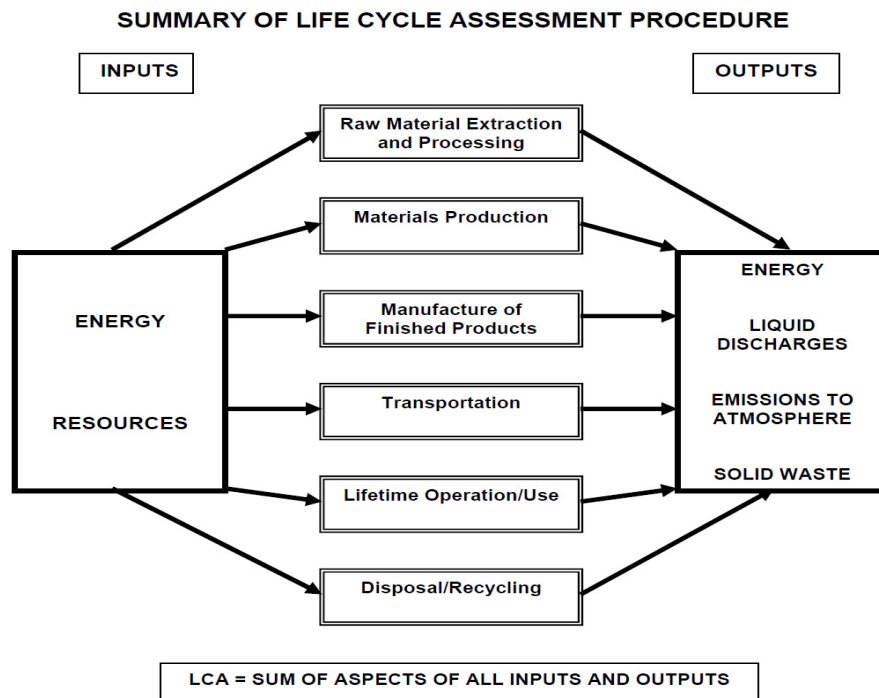 SUMMARY OF LIFE CYCLE ASSESSMENT PROCEDURE
INPUTS
OUTPUTS
Raw Material Extraction
and Processing
Materials Production
Manufacture of
Finished Products
Transportation
Lifetime Operation/Use
Disposal/Recycling
ENERGY
RESOURCES
ENERGY
LIQUID
DISCHARGES
EMISSIONS TO
ATMOSPHERE
SOLID WASTE
LCA = SUM OF ASPECTS OF ALL INPUTS AND OUTPUTS